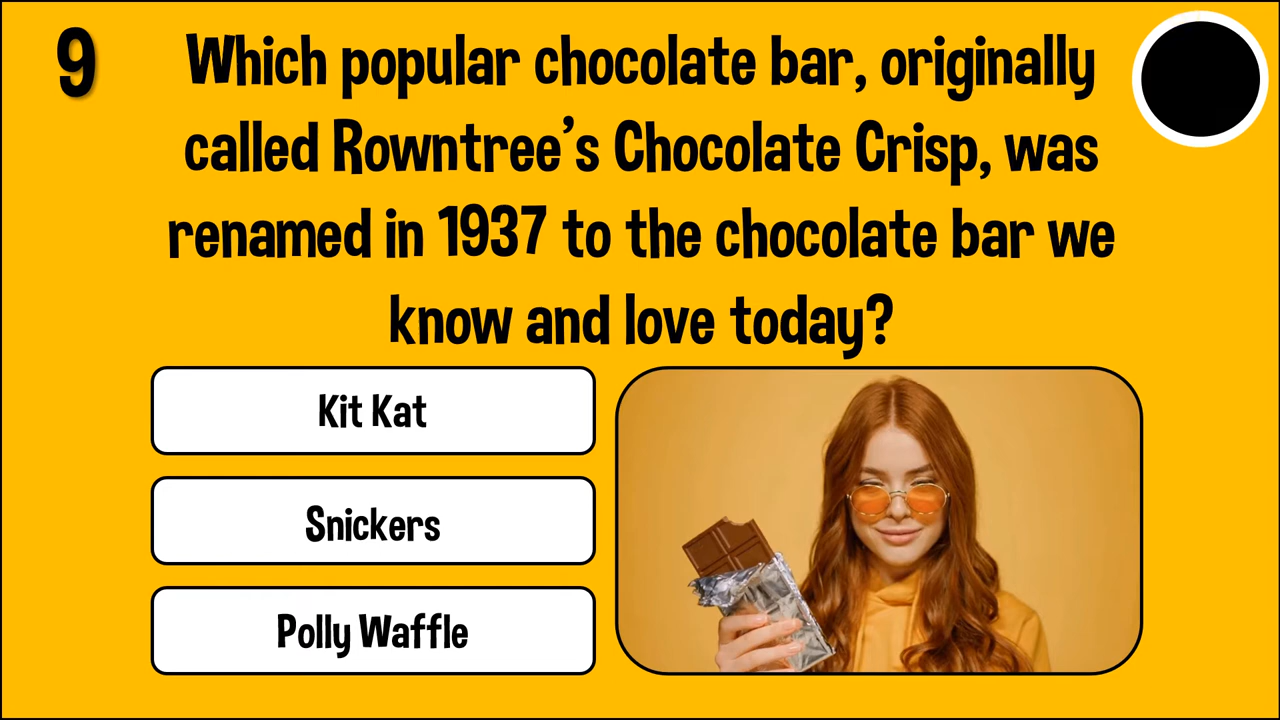 9
Which popular chocolate bar, originally
called Rowntree’s Chocolate Crisp, was
renamed in 1937 to the chocolate bar we
know and love today?
Kit Kat
Snickers
Polly Waffle